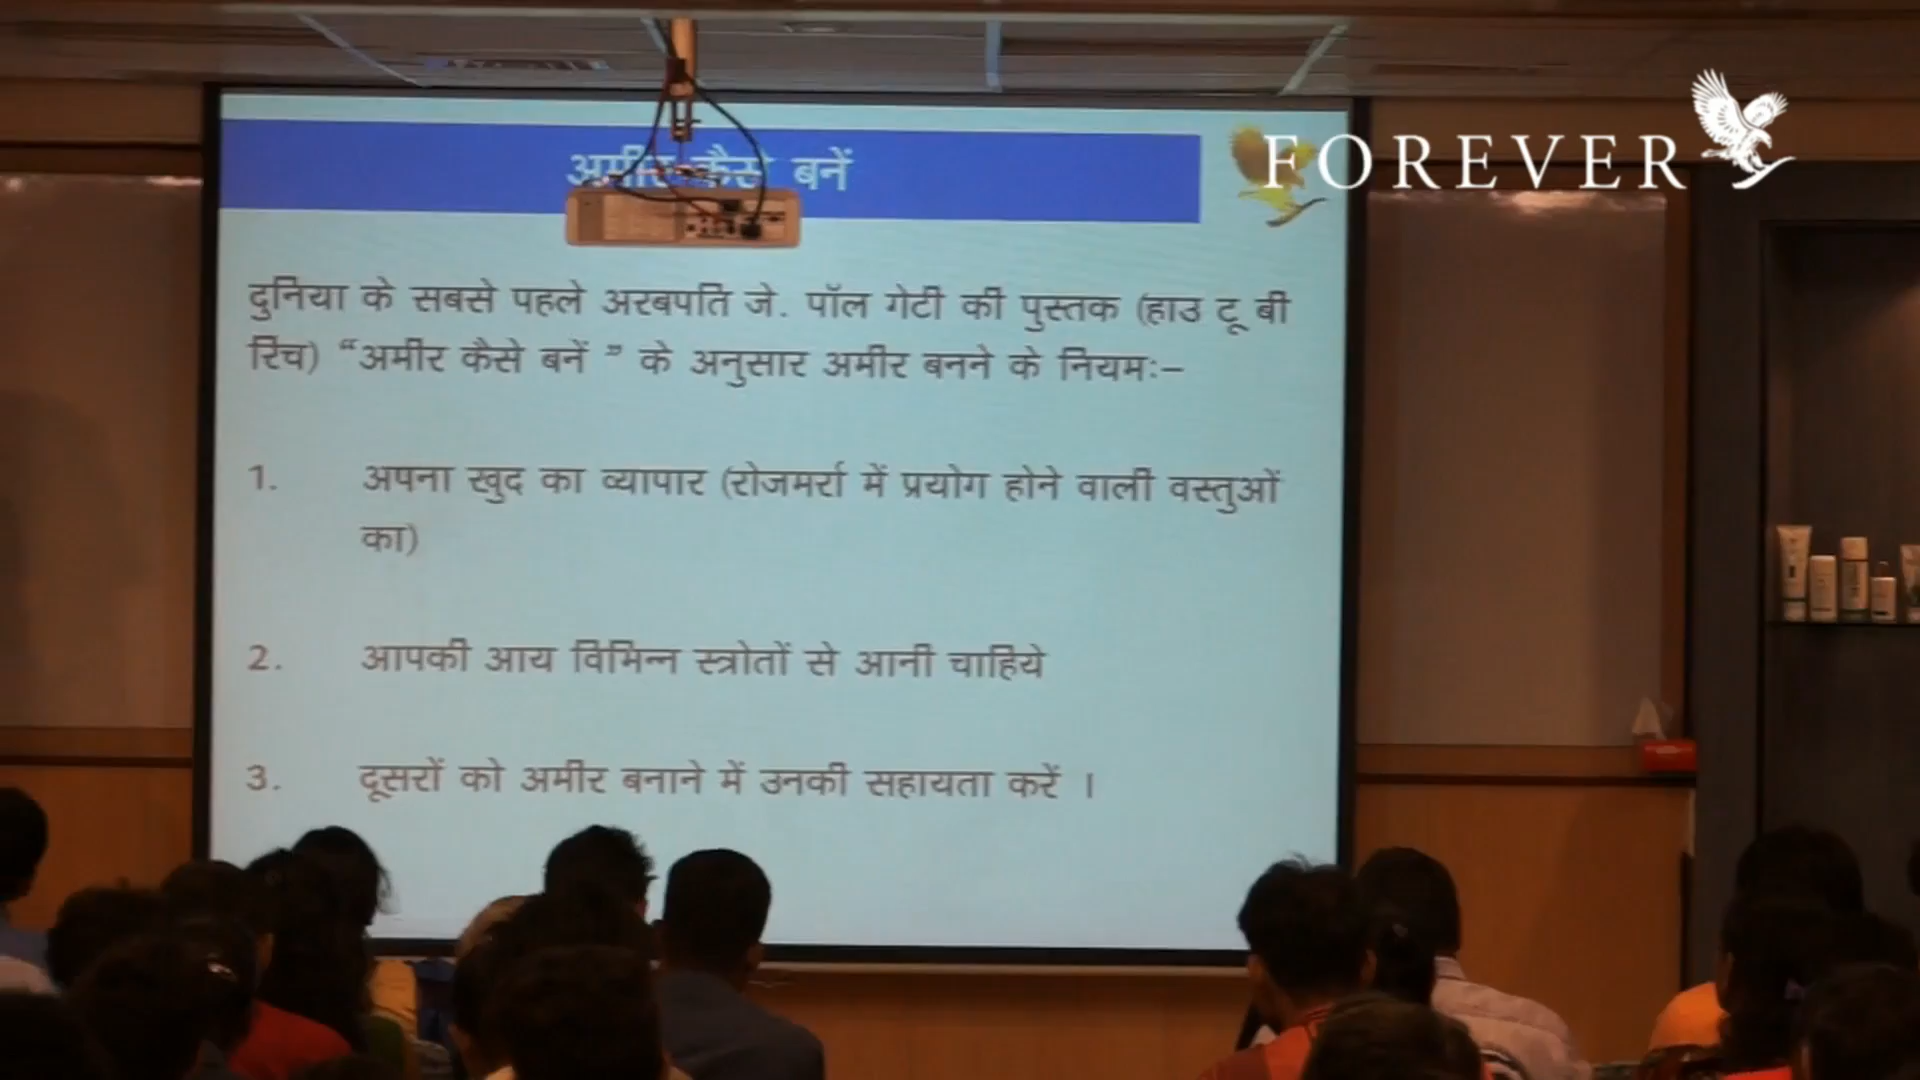 अमीर कैसे बनें
FOREVER
दुनिया के सबसे पहले अरबपति जे. पॉल गेटी की पुस्तक (हाउ टू बी
रिच) “अमीर कैसे बनें ” के अनुसार अमीर बनने के नियमः–
1. अपना खुद का व्यापार (रोजमर्रा में प्रयोग होने वाली वस्तुओं
का)
2. आपकी आय विभिन्न स्त्रोतों से आनी चाहिये
3. दूसरों को अमीर बनाने में उनकी सहायता करें ।